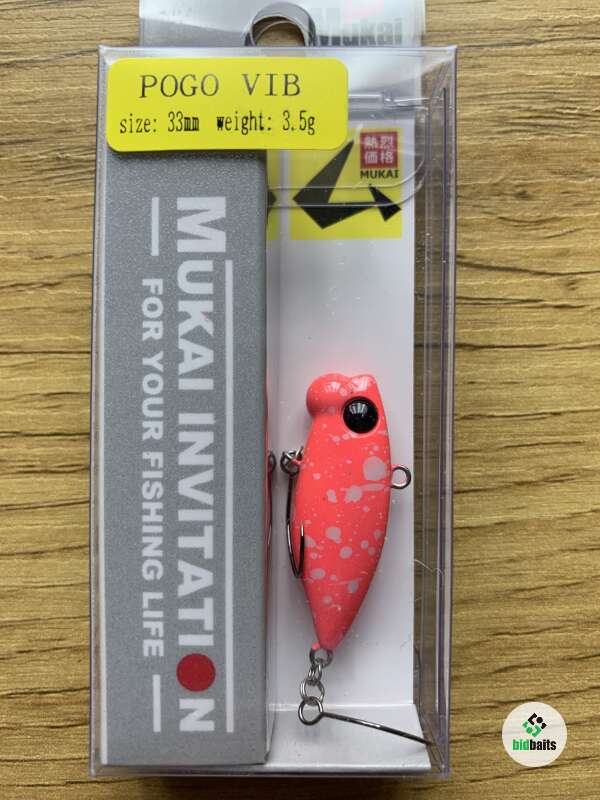 Mukai
POGO VIB
size: 33mm weight: 3.5g
熱烈
価格
MUKAI
MUKAI INVITATION
FOR YOUR FISHING LIFE
bidbaits